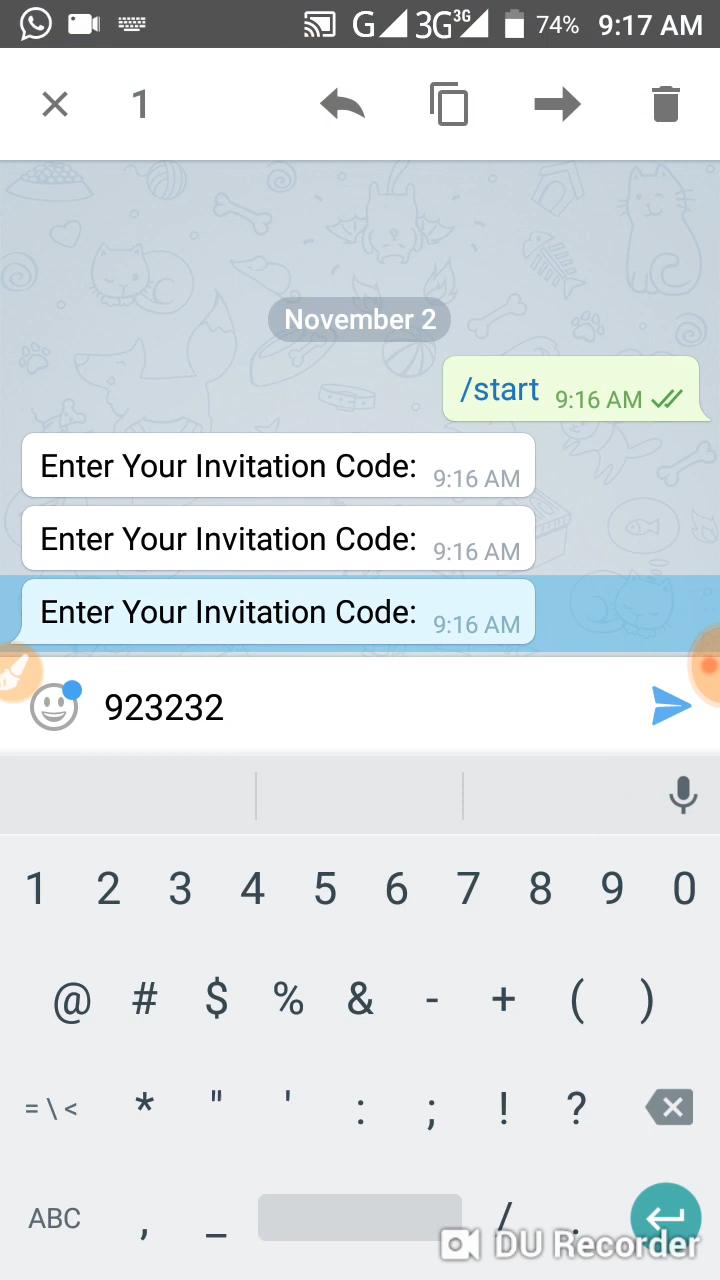 G 3G 3G 74% 9:17 AM
1
November 2
/start 9:16 AM
Enter Your Invitation Code: 9:16 AM
Enter Your Invitation Code: 9:16 AM
Enter Your Invitation Code: 9:16 AM
923232
1 2 3 4 5 6 7 8 9 0
@ # $ % & - + ( )
= \ < * " ' : ; ! ?
ABC , _ / .
DU Recorder